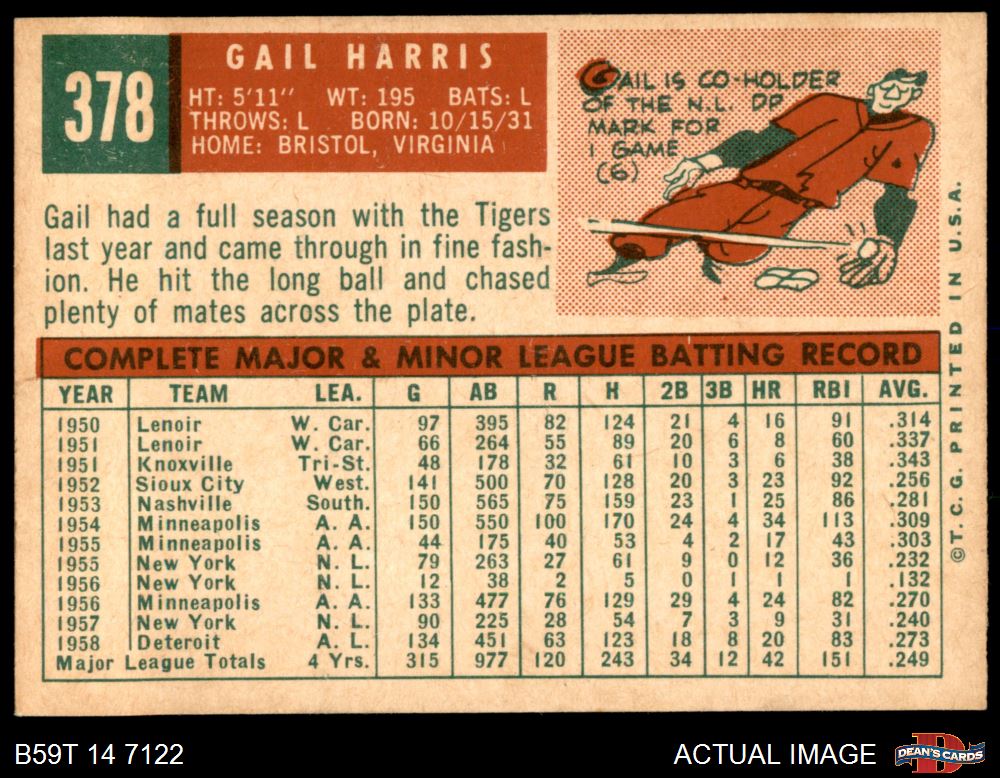 378
GAIL HARRIS
HT: 5'11" WT: 195 BATS: L
THROWS: L BORN: 10/15/31
HOME: BRISTOL, VIRGINIA
GAIL IS CO-HOLDER
OF THE N.L. DP
MARK FOR
1 GAME
(6)
Gail had a full season with the Tigers
last year and came through in fine fash-
ion. He hit the long ball and chased
plenty of mates across the plate.
COMPLETE MAJOR & MINOR LEAGUE BATTING RECORD
YEAR TEAM LEA. G AB R H 2B 3B HR RBI AVG.
1950 Lenoir W. Car. 97 395 82 124 21 4 16 91 .314
1951 Lenoir W. Car. 66 264 55 89 20 6 8 60 .337
1951 Knoxville Tri-St. 48 178 32 61 10 3 6 38 .343
1952 Sioux City West. 141 500 70 128 20 3 23 92 .256
1953 Nashville South. 150 565 75 159 23 1 25 86 .281
1954 Minneapolis A. A. 150 550 100 170 24 4 34 113 .309
1955 Minneapolis A. A. 44 175 40 53 4 2 17 43 .303
1955 New York N. L. 79 263 27 61 9 0 12 36 .232
1956 New York N. L. 12 38 2 5 0 1 1 1 .132
1956 Minneapolis A. A. 133 477 76 129 29 4 24 82 .270
1957 New York N. L. 90 225 28 54 7 3 9 31 .240
1958 Deteroit A. L. 134 451 63 123 18 8 20 83 .273
Major League Totals 4 Yrs. 315 977 120 243 34 12 42 151 .249
©T. C. G. PRINTED IN U.S.A.
B59T 14 7122
ACTUAL IMAGE
DEAN'S CARDS